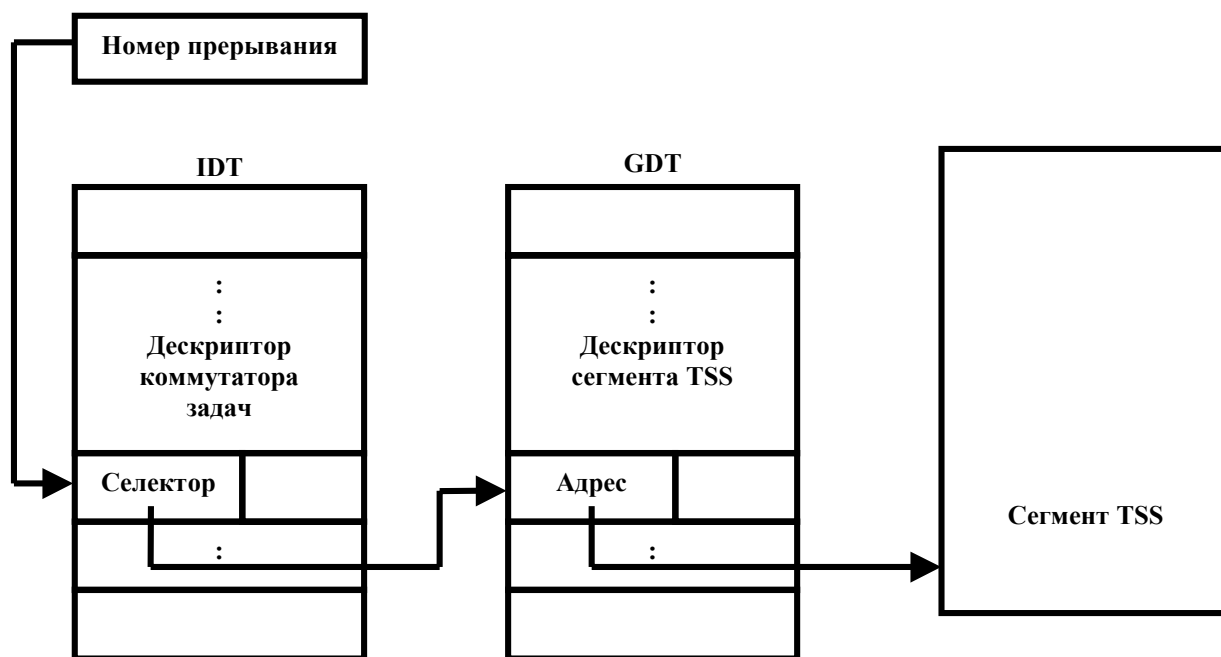 Номер прерывания
IDT
GDT
:
:
Дескриптор
коммутатора
задач
:
:
Дескриптор
сегмента TSS
Селектор
Адрес
Сегмент TSS
:
: